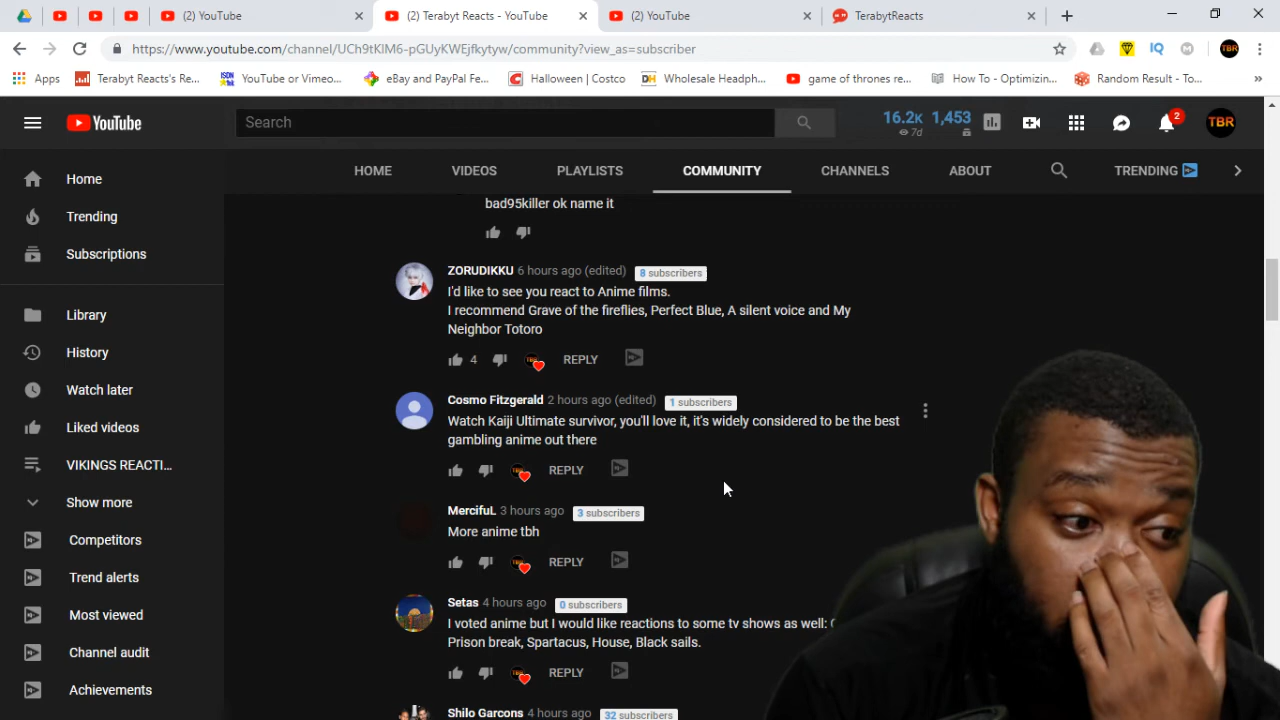 (2) YouTube
(2) Terabyt Reacts - YouTube
(2) YouTube
TerabytReacts
https://www.youtube.com/channel/UCh9tKlM6-pGUyKWEjfkytyw/community?view_as=subscriber
TBR
Apps
Terabyt Reacts's Re...
YouTube or Vimeo...
eBay and PayPal Fe...
Halloween | Costco
Wholesale Headph...
game of thrones re...
How To - Optimizin...
Random Result - To...
YouTube
Search
16.2k 1,453
7d
2
TBR
HOME
VIDEOS
PLAYLISTS
COMMUNITY
CHANNELS
ABOUT
TRENDING
Home
Trending
Subscriptions
Library
History
Watch later
Liked videos
VIKINGS REACTI...
Show more
Competitors
Trend alerts
Most viewed
Channel audit
Achievements
bad95killer ok name it
ZORUDIKKU 6 hours ago (edited) 8 subscribers
I'd like to see you react to Anime films.
I recommend Grave of the fireflies, Perfect Blue, A silent voice and My
Neighbor Totoro
4 REPLY
Cosmo Fitzgerald 2 hours ago (edited) 1 subscribers
Watch Kaiji Ultimate survivor, you'll love it, it's widely considered to be the best
gambling anime out there
REPLY
MercifuL 3 hours ago 3 subscribers
More anime tbh
REPLY
Setas 4 hours ago 0 subscribers
I voted anime but I would like reactions to some tv shows as well:
Prison break, Spartacus, House, Black sails.
REPLY
Shilo Garcons 4 hours ago 32 subscribers